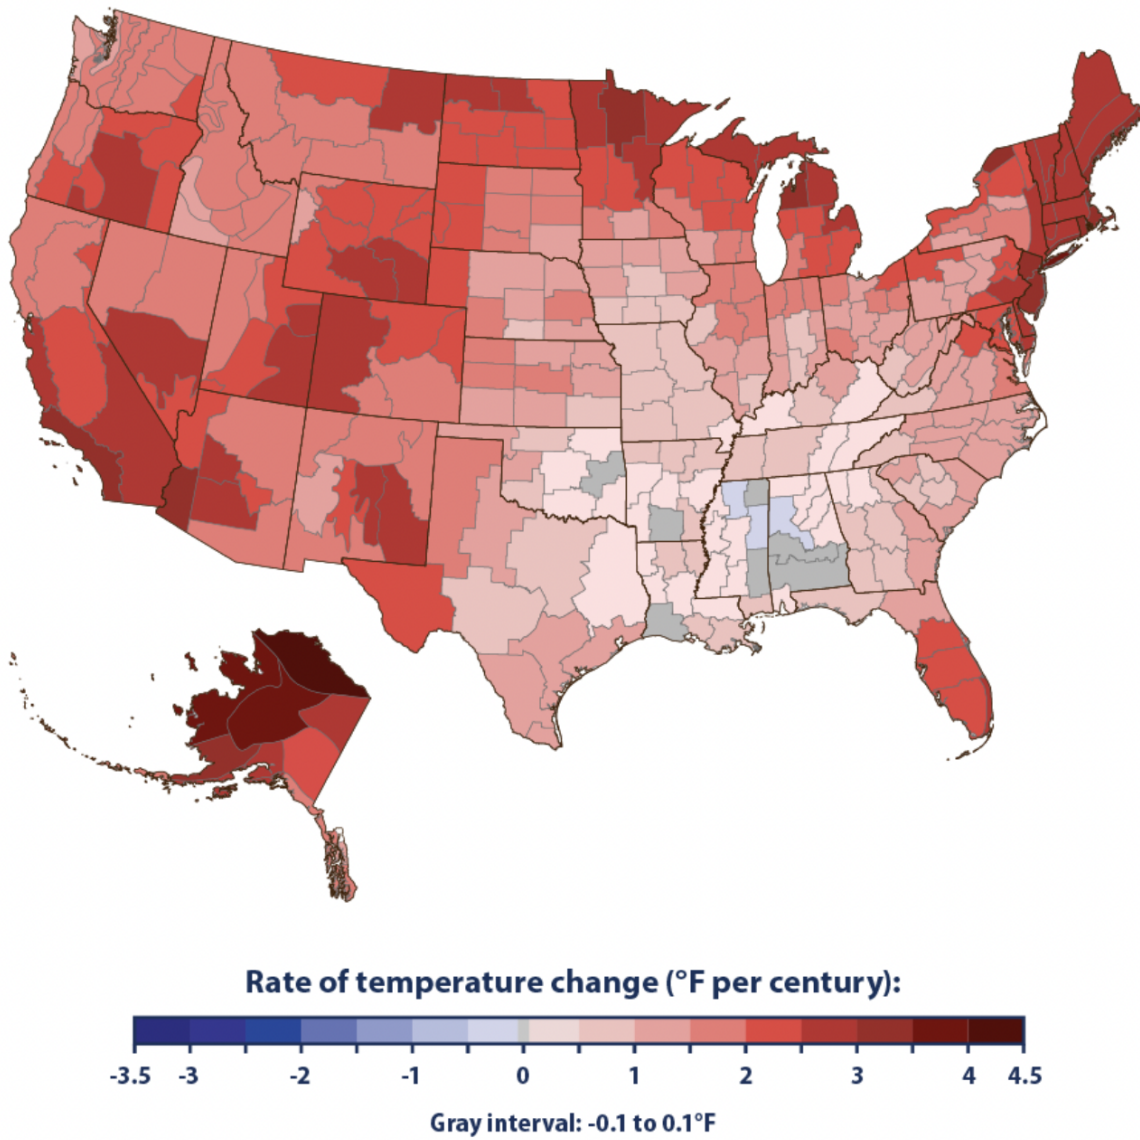 Rate of temperature change (°F per century):
-3.5 -3 -2 -1 0 1 2 3 4 4.5
Gray interval: -0.1 to 0.1°F